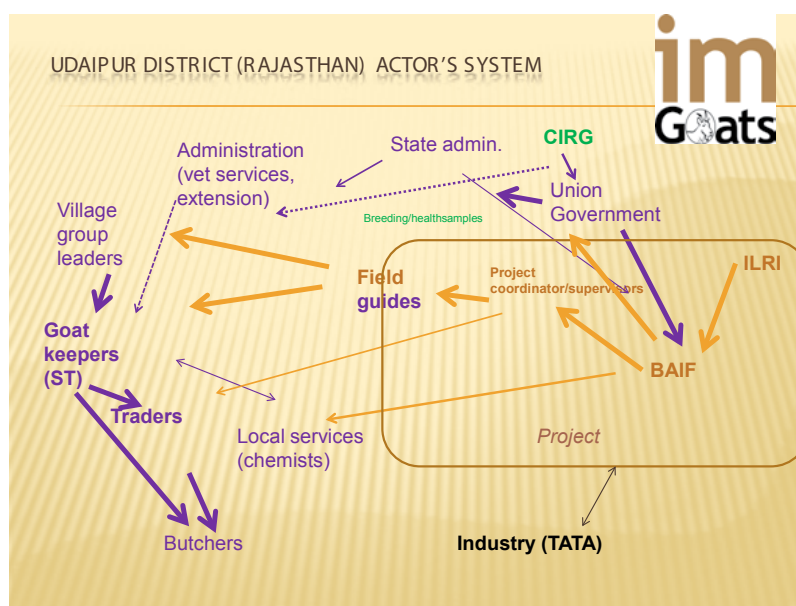 im
Goats
UDAIPUR DISTRICT (RAJASTHAN) ACTOR'S SYSTEM
State admin.
CIRG
Administration
(vet services,
extension)
Union
Government
Village
group
leaders
Breeding/healthsamples
Field
guides
Project
coordinator/supervisors
ILRI
Goat
keepers
(ST)
BAIF
Traders
Local services
(chemists)
Project
Butchers
Industry (TATA)